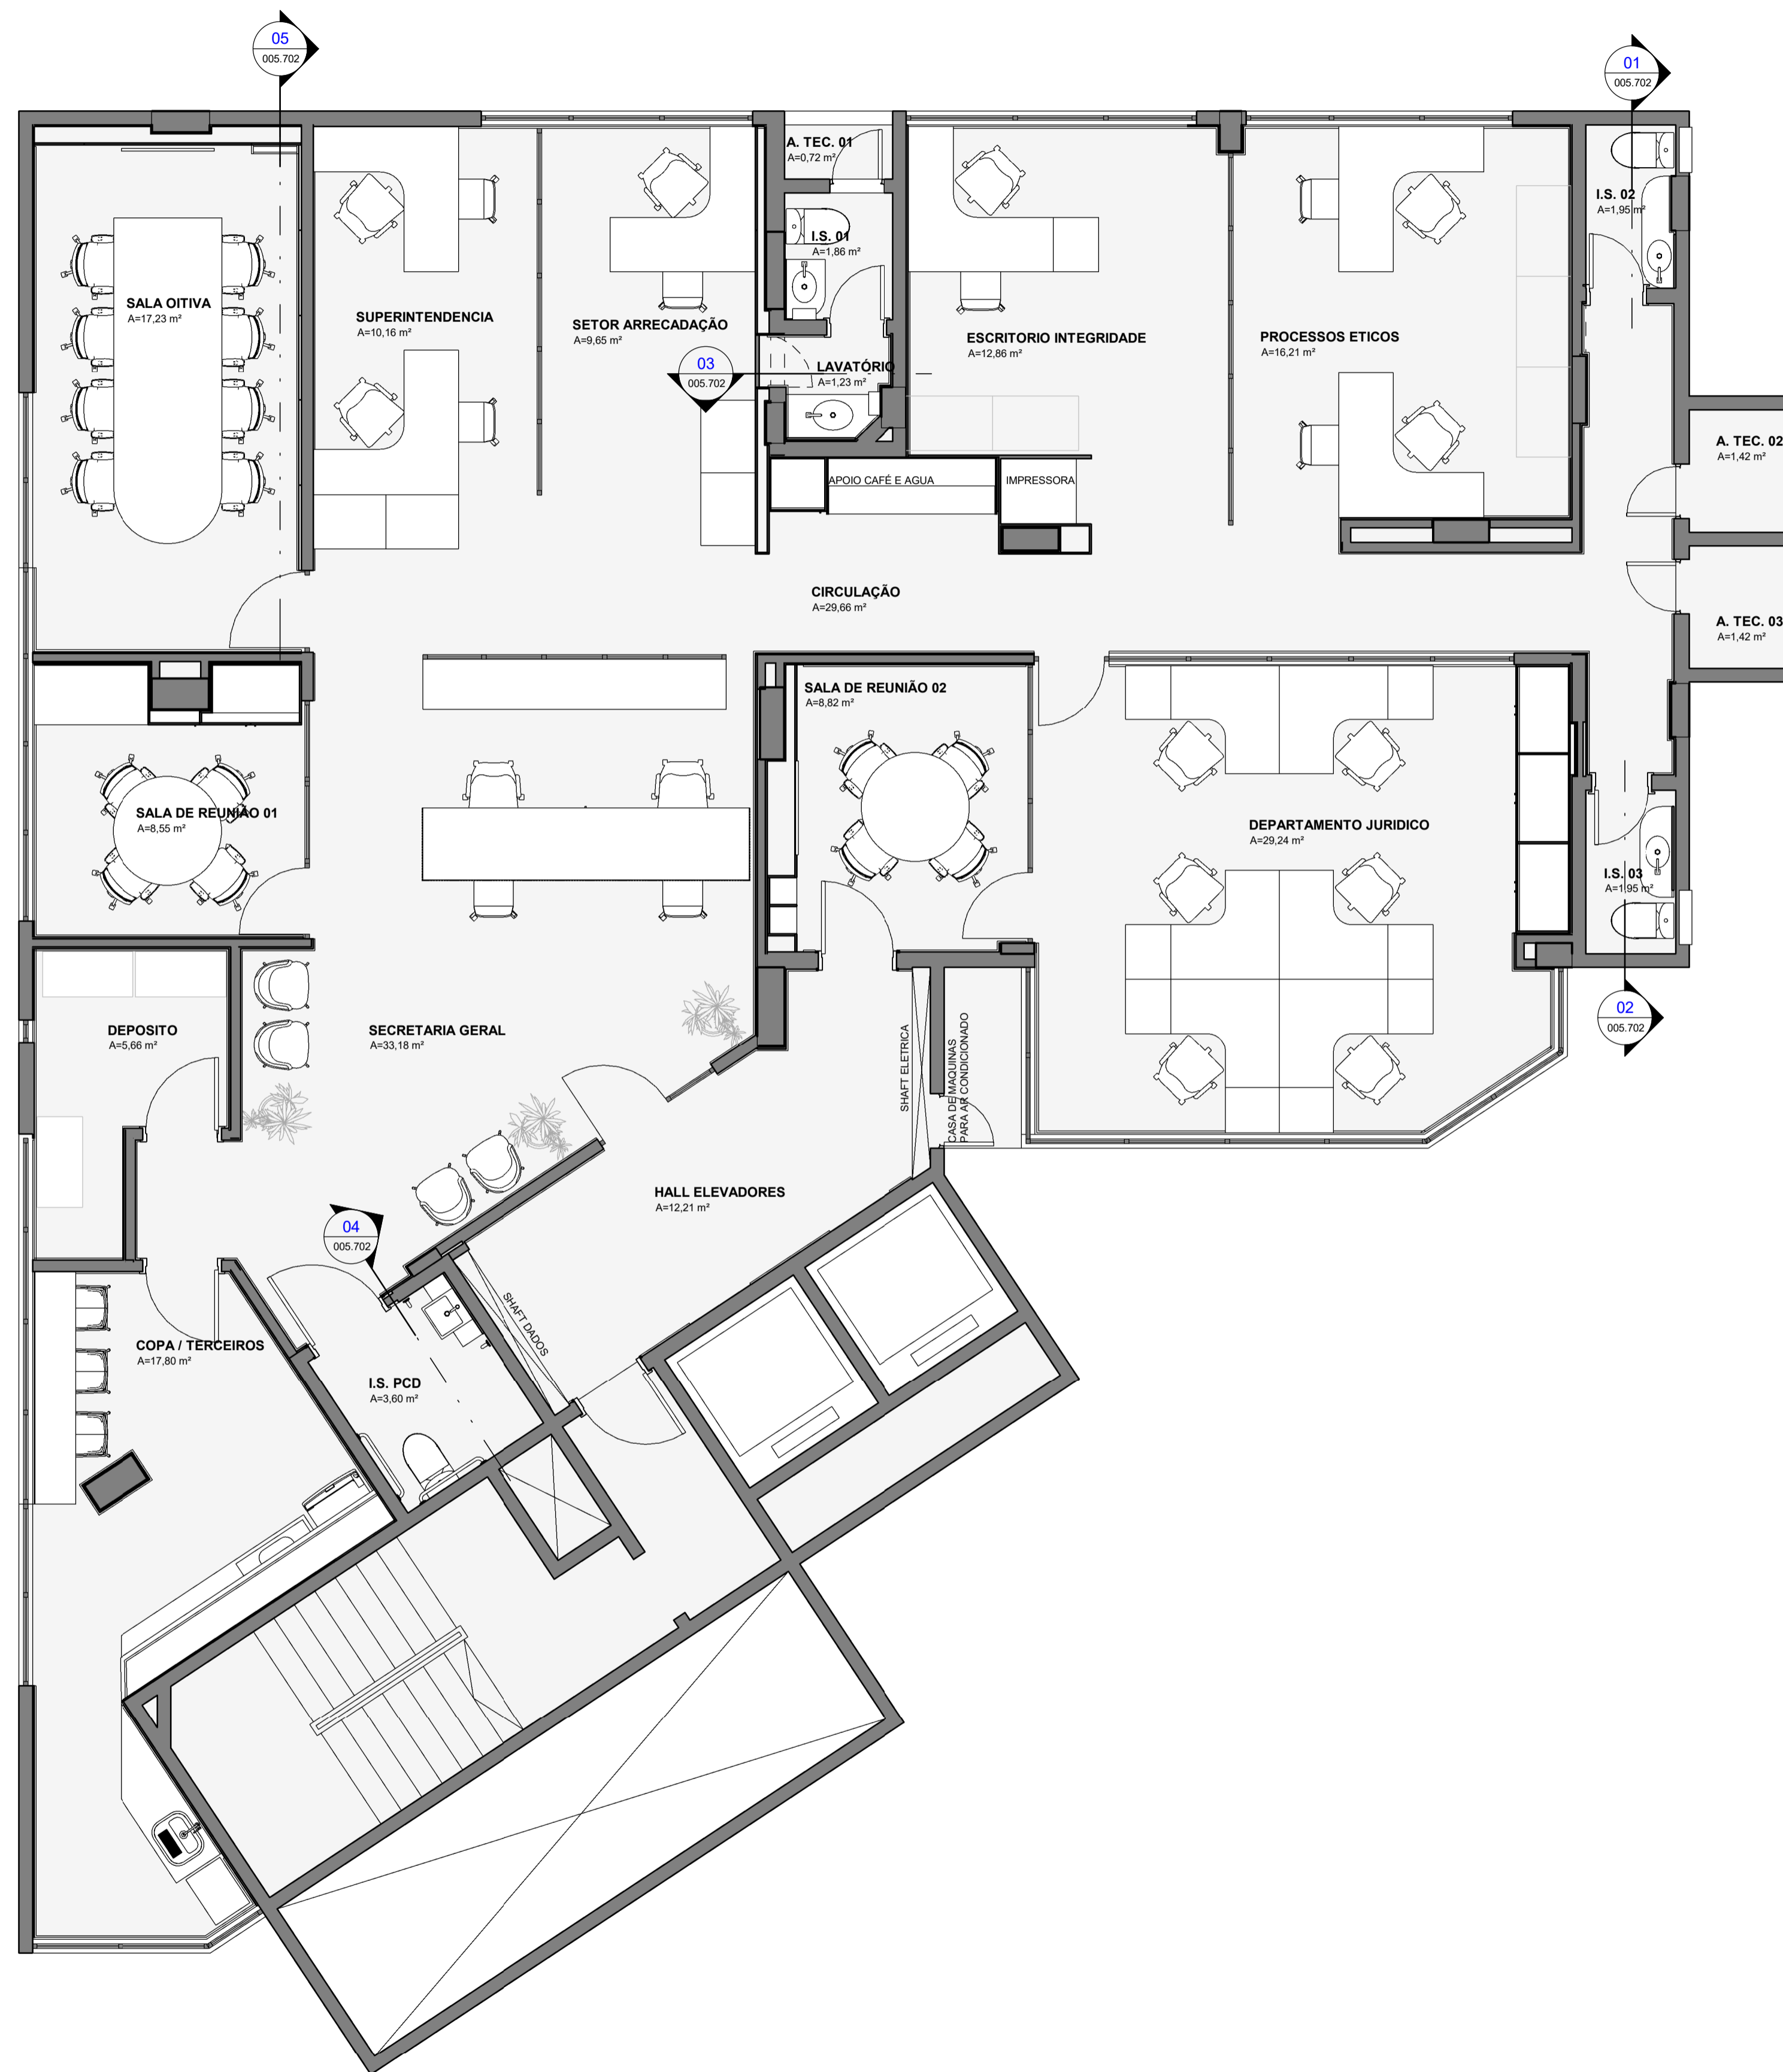 05
005.702
01
005.702
A. TEC. 01
A=0,72 m²
I.S. 02
A=1,95 m²
I.S. 01
A=1,86 m²
SALA OITIVA
A=17,23 m²
SUPERINTENDENCIA
A=10,16 m²
SETOR ARRECADAÇÃO
A=9,65 m²
ESCRITORIO INTEGRIDADE
A=12,86 m²
PROCESSOS ETICOS
A=16,21 m²
03
005.702
LAVATÓRIO
A=1,23 m²
A. TEC. 02
A=1,42 m²
APOIO CAFÉ E AGUA
IMPRESSORA
CIRCULAÇÃO
A=29,66 m²
A. TEC. 03
A=1,42 m²
SALA DE REUNIÃO 02
A=8,82 m²
SALA DE REUNIÃO 01
A=8,55 m²
DEPARTAMENTO JURIDICO
A=29,24 m²
I.S. 03
A=1,95 m²
02
005.702
DEPOSITO
A=5,66 m²
SECRETARIA GERAL
A=33,18 m²
SHAFT ELETRICA
CASA DE MAQUINAS
PARA AR CONDICIONADO
HALL ELEVADORES
A=12,21 m²
04
005.702
SHAFT DADOS
COPA / TERCEIROS
A=17,80 m²
I.S. PCD
A=3,60 m²